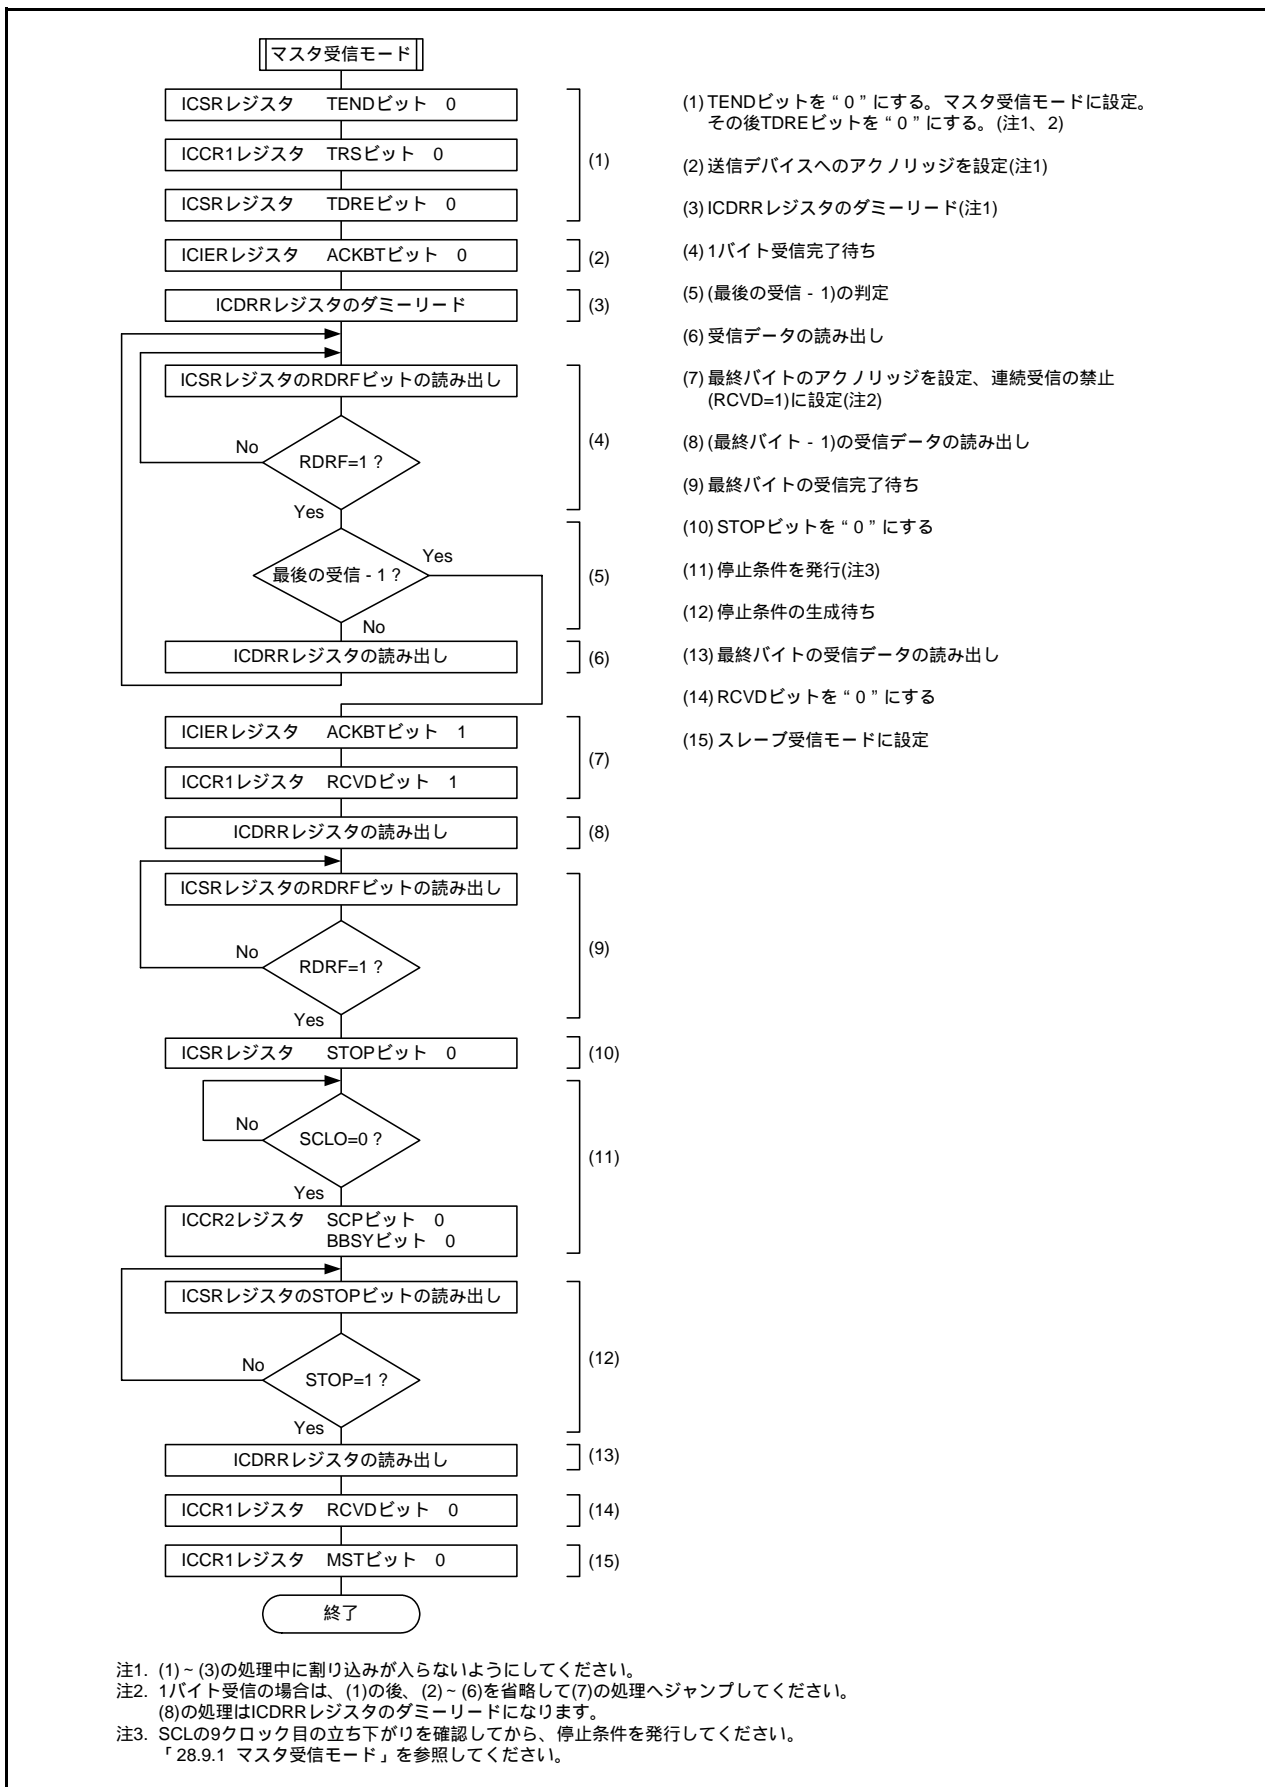 マスタ受信モード
ICSRレジスタ TENDビット 0
ICCR1レジスタ TRSビット 0
ICSRレジスタ TDREビット 0
(1)
ICIERレジスタ ACKBTビット 0
(2)
ICDRRレジスタのダミーリード
(3)
ICSRレジスタのRDRFビットの読み出し
RDRF=1 ?
No
Yes
(4)
最後の受信 - 1 ?
Yes
No
(5)
ICDRRレジスタの読み出し
(6)
ICIERレジスタ ACKBTビット 1
ICCR1レジスタ RCVDビット 1
(7)
ICDRRレジスタの読み出し
(8)
ICSRレジスタのRDRFビットの読み出し
No
RDRF=1 ?
Yes
(9)
ICSRレジスタ STOPビット 0
(10)
No
SCLO=0 ?
Yes
ICCR2レジスタ SCPビット 0
BBSYビット 0
(11)
ICSRレジスタのSTOPビットの読み出し
No
STOP=1 ?
Yes
(12)
ICDRRレジスタの読み出し
(13)
ICCR1レジスタ RCVDビット 0
(14)
ICCR1レジスタ MSTビット 0
(15)
終了
(1) TENDビットを“0”にする。マスタ受信モードに設定。
その後TDREビットを“0”にする。(注1、2)
(2) 送信デバイスへのアクノリッジを設定(注1)
(3) ICDRRレジスタのダミーリード(注1)
(4) 1バイト受信完了待ち
(5) (最後の受信 - 1)の判定
(6) 受信データの読み出し
(7) 最終バイトのアクノリッジを設定、連続受信の禁止
(RCVD=1)に設定(注2)
(8) (最終バイト - 1)の受信データの読み出し
(9) 最終バイトの受信完了待ち
(10) STOPビットを“0”にする
(11) 停止条件を発行(注3)
(12) 停止条件の生成待ち
(13) 最終バイトの受信データの読み出し
(14) RCVDビットを“0”にする
(15) スレーブ受信モードに設定
注1. (1)~(3)の処理中に割り込みが入らないようにしてください。
注2. 1バイト受信の場合は、(1)の後、(2)~(6)を省略して(7)の処理へジャンプしてください。
(8)の処理はICDRRレジスタのダミーリードになります。
注3. SCLの9クロック目の立ち下がりを確認してから、停止条件を発行してください。
「28.9.1 マスタ受信モード」を参照してください。